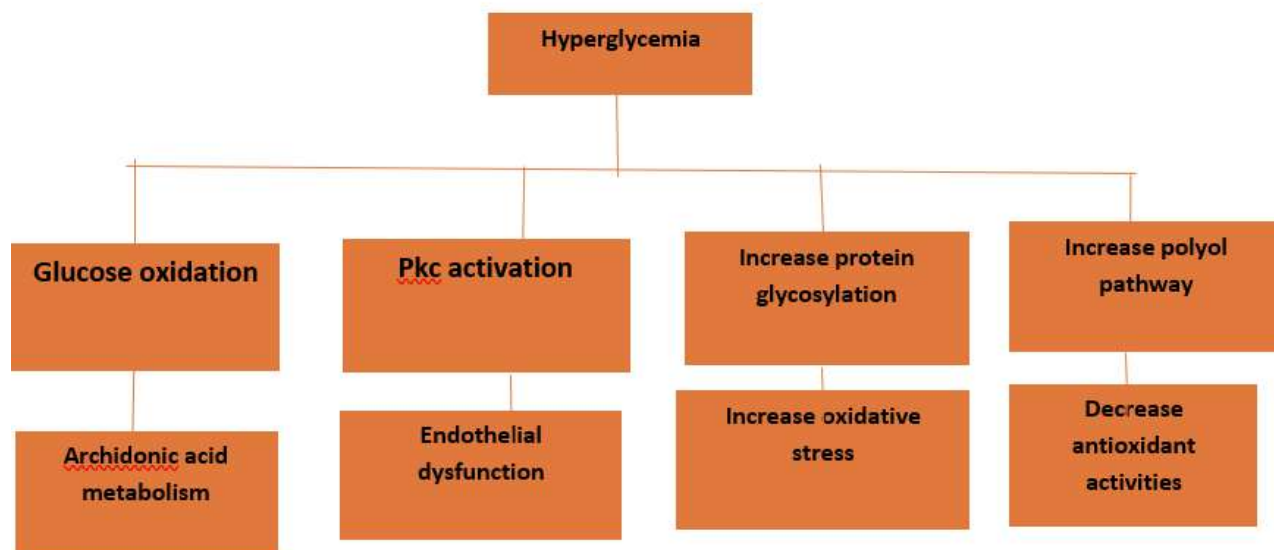 Hyperglycemia
Glucose oxidation
Pkc activation
Increase protein
glycosylation
Increase polyol
pathway
Archidonic acid
metabolism
Endothelial
dysfunction
Increase oxidative
stress
Decrease
antioxidant
activities